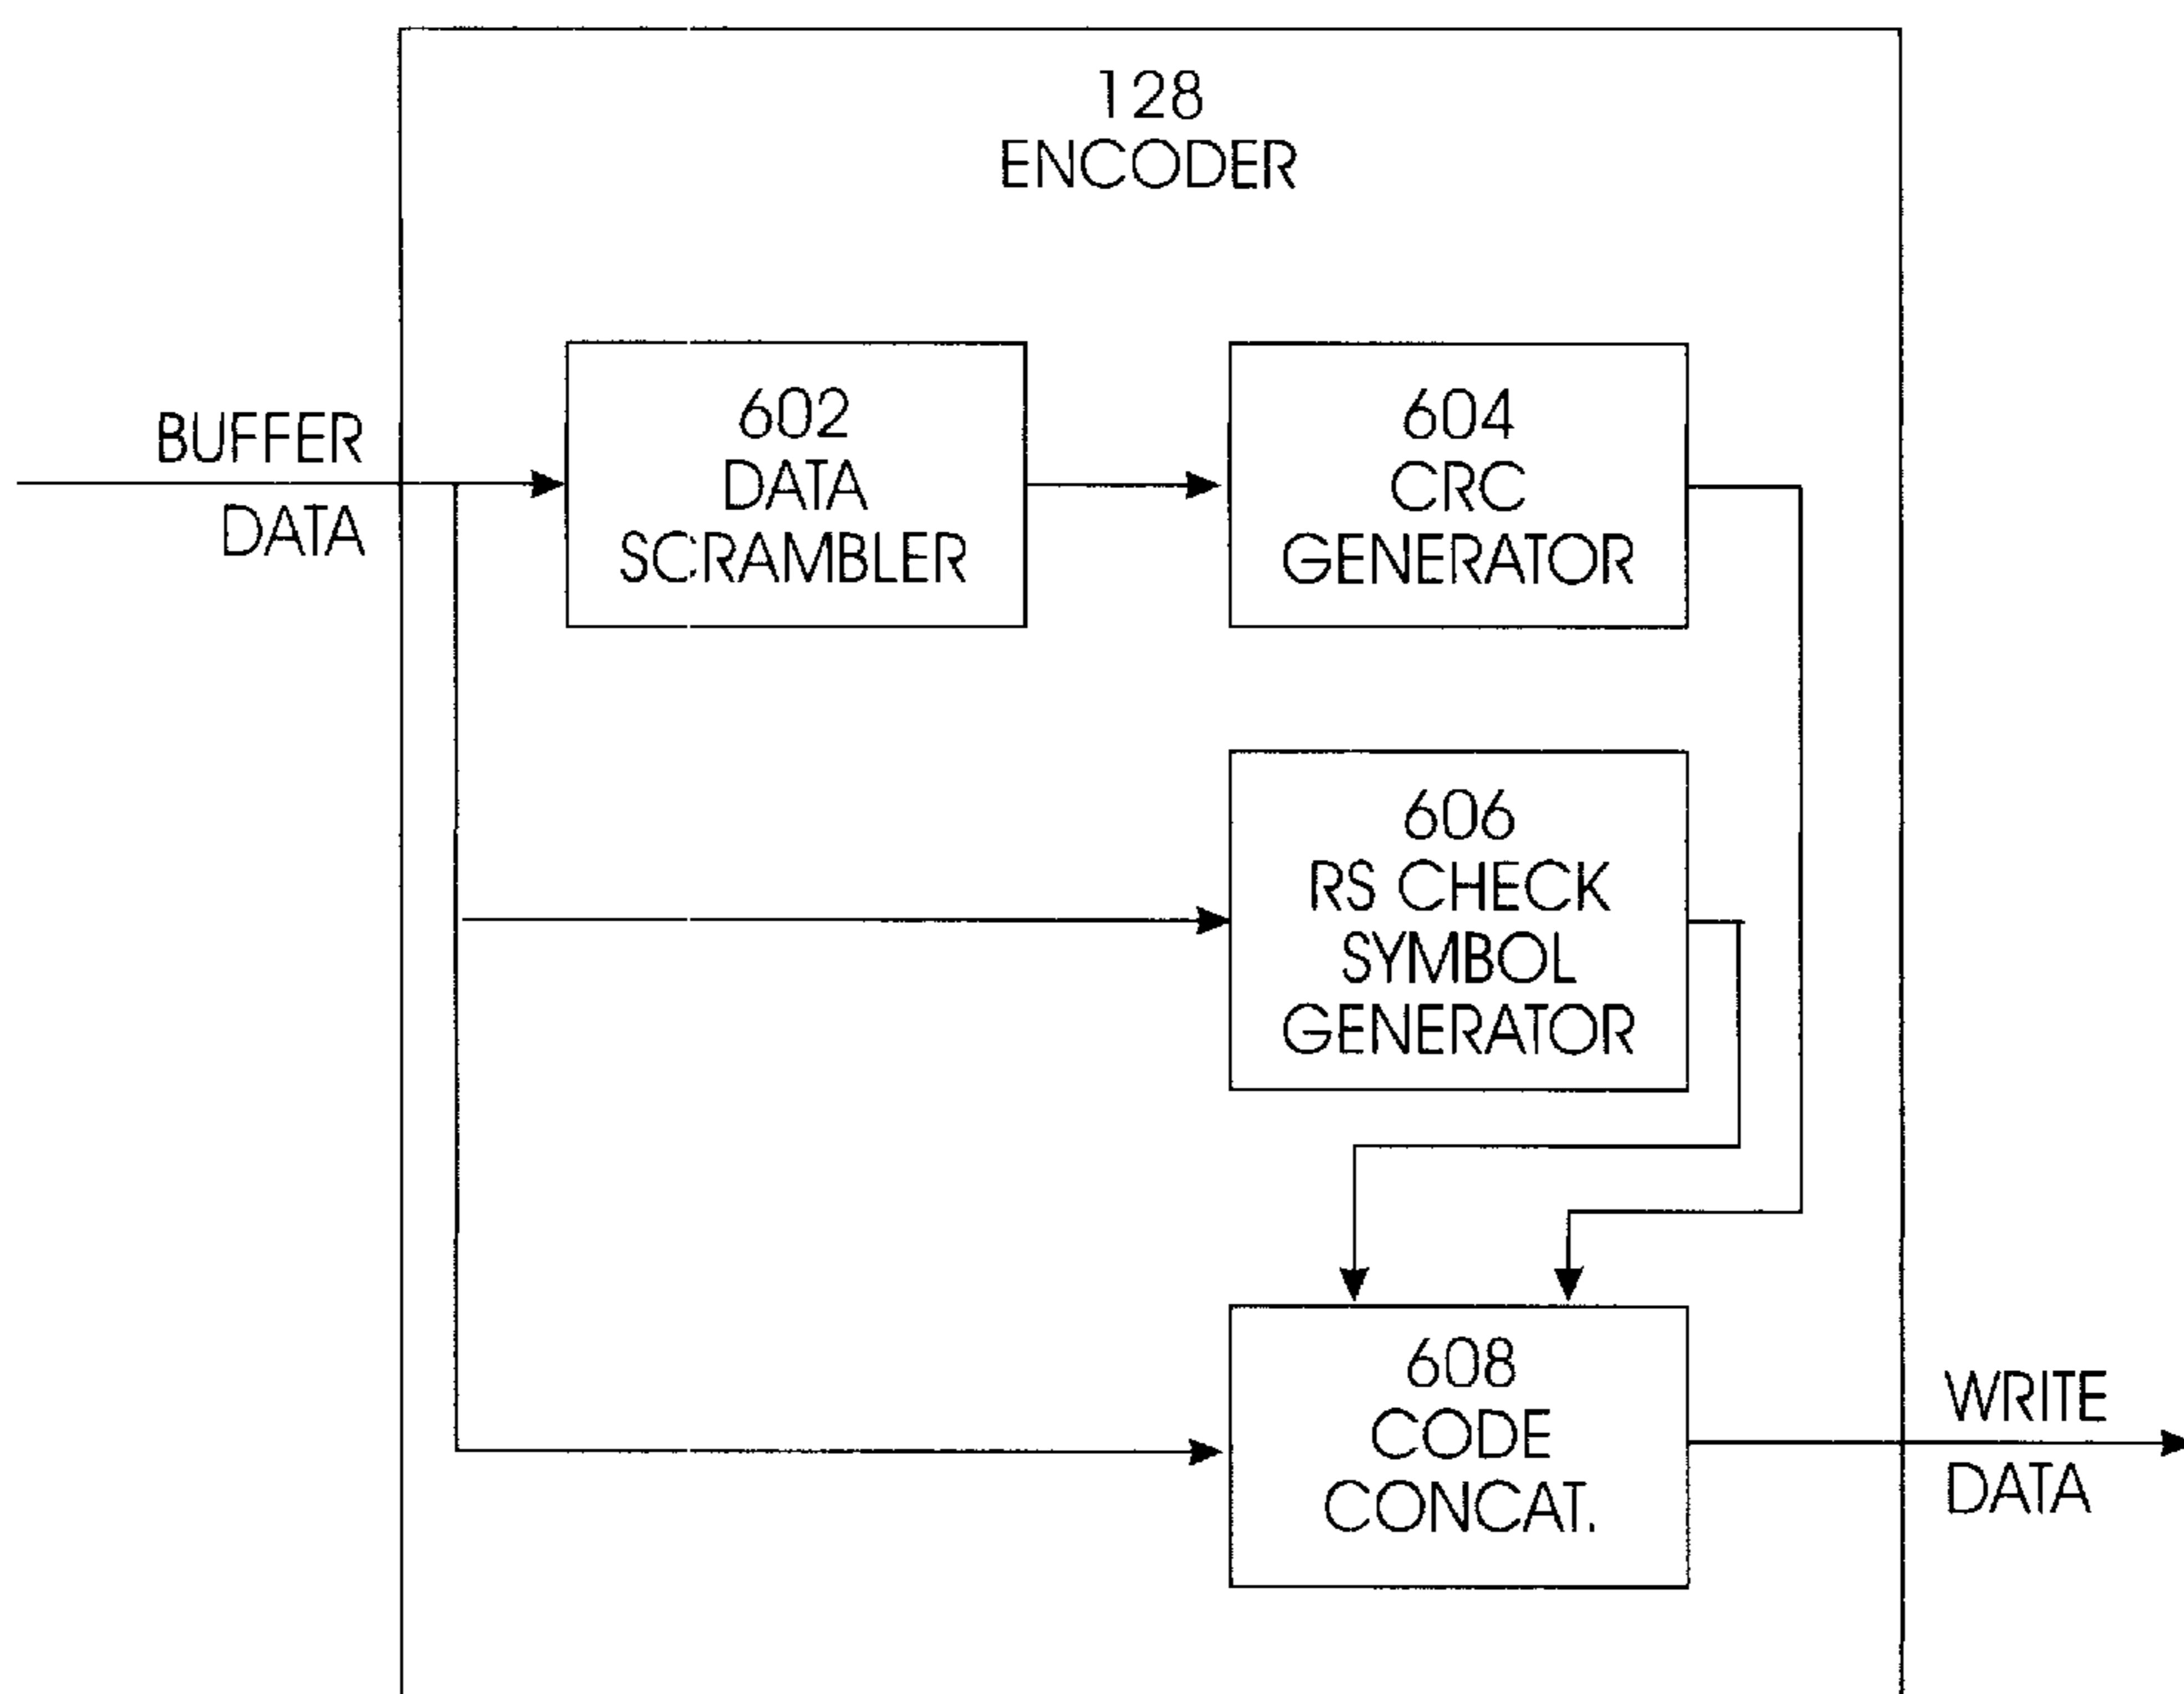 128
ENCODER
BUFFER
DATA
602
DATA
SCRAMBLER
604
CRC
GENERATOR
606
RS CHECK
SYMBOL
GENERATOR
608
CODE
CONCAT.
WRITE
DATA